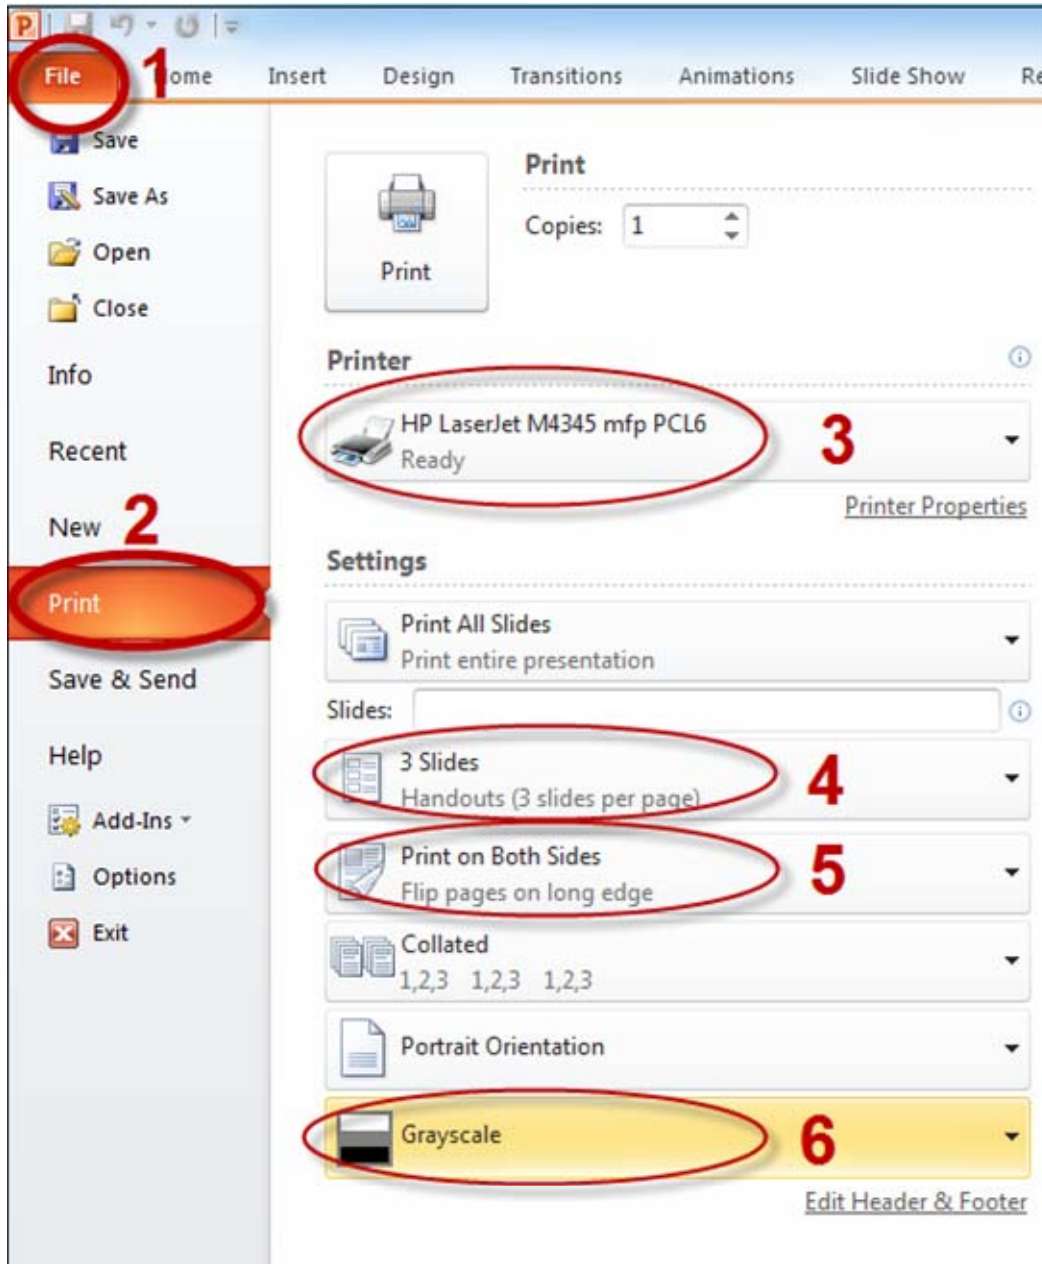 P
1
File Home Insert Design Transitions Animations Slide Show Re
Save
Save As
Open
Close
Info
Recent
New 2
Print
Save & Send
Help
Add-Ins
Options
Exit
Print
Print
Copies: 1
Printer
HP LaserJet M4345 mfp PCL6
Ready
3
Printer Properties
Settings
Print All Slides
Print entire presentation
Slides:
3 Slides
Handouts (3 slides per page)
4
Print on Both Sides
Flip pages on long edge
5
Collated
1,2,3 1,2,3 1,2,3
Portrait Orientation
Grayscale
6
Edit Header & Footer